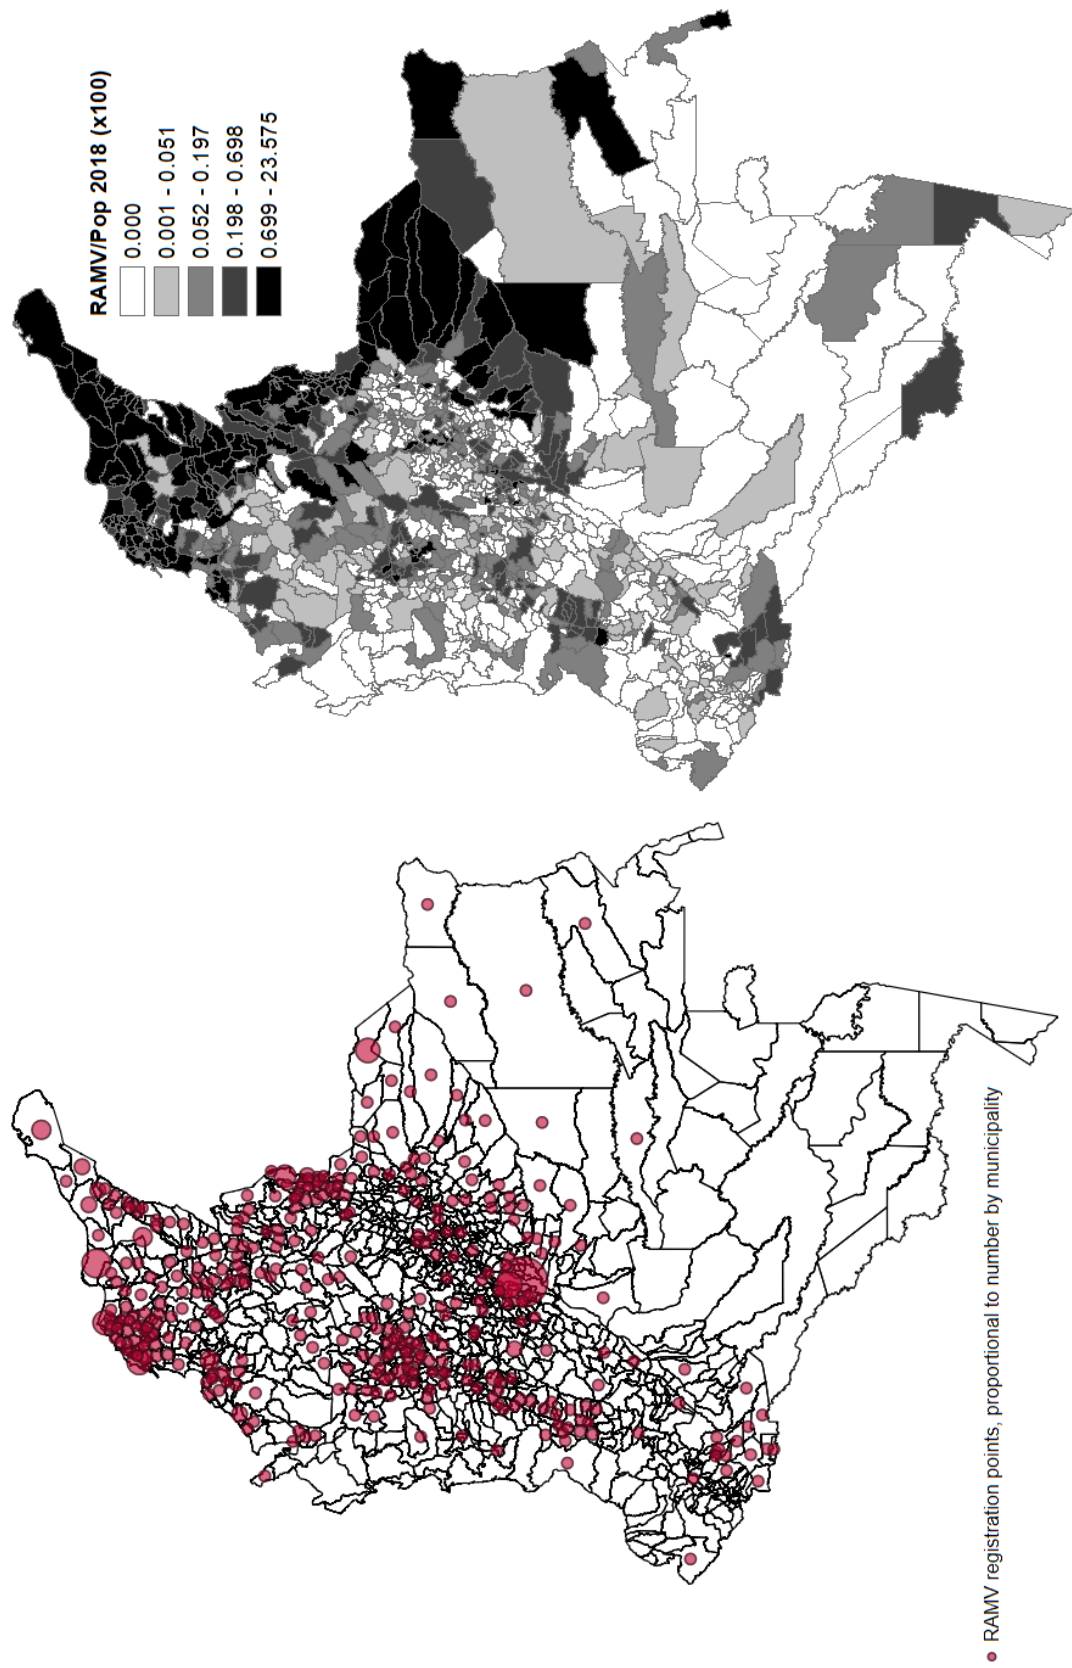 RAMV/Pop 2018 (x100)
0.000
0.001 - 0.051
0.052 - 0.197
0.198 - 0.698
0.699 - 23.575
RAMV registration points, proportional to number by municipality